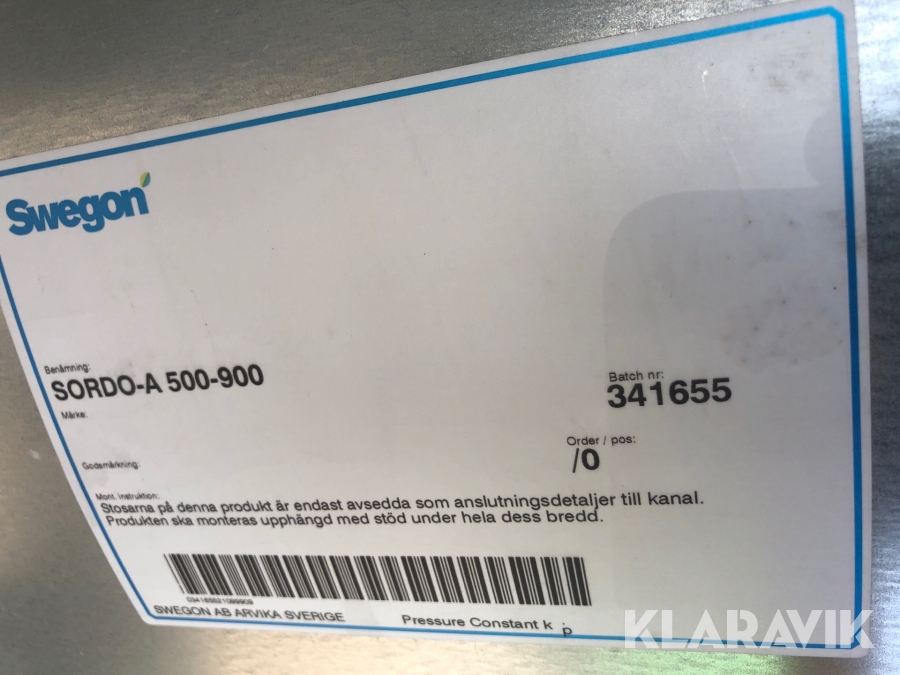 Swegon
Benämning:
SORDO-A 500-900
Märke:
Batch nr:
341655
Order / pos:
/0
Godsmärkning:
Mont. Instruktion:
Stosarna på denna produkt är endast avsedda som anslutningsdetaljer till kanal.
Produkten ska monteras upphängd med stöd under hela dess bredd.
SWEGON AB ARVIKA SVERIGE
Pressure Constant k :
p
KLARAVIK